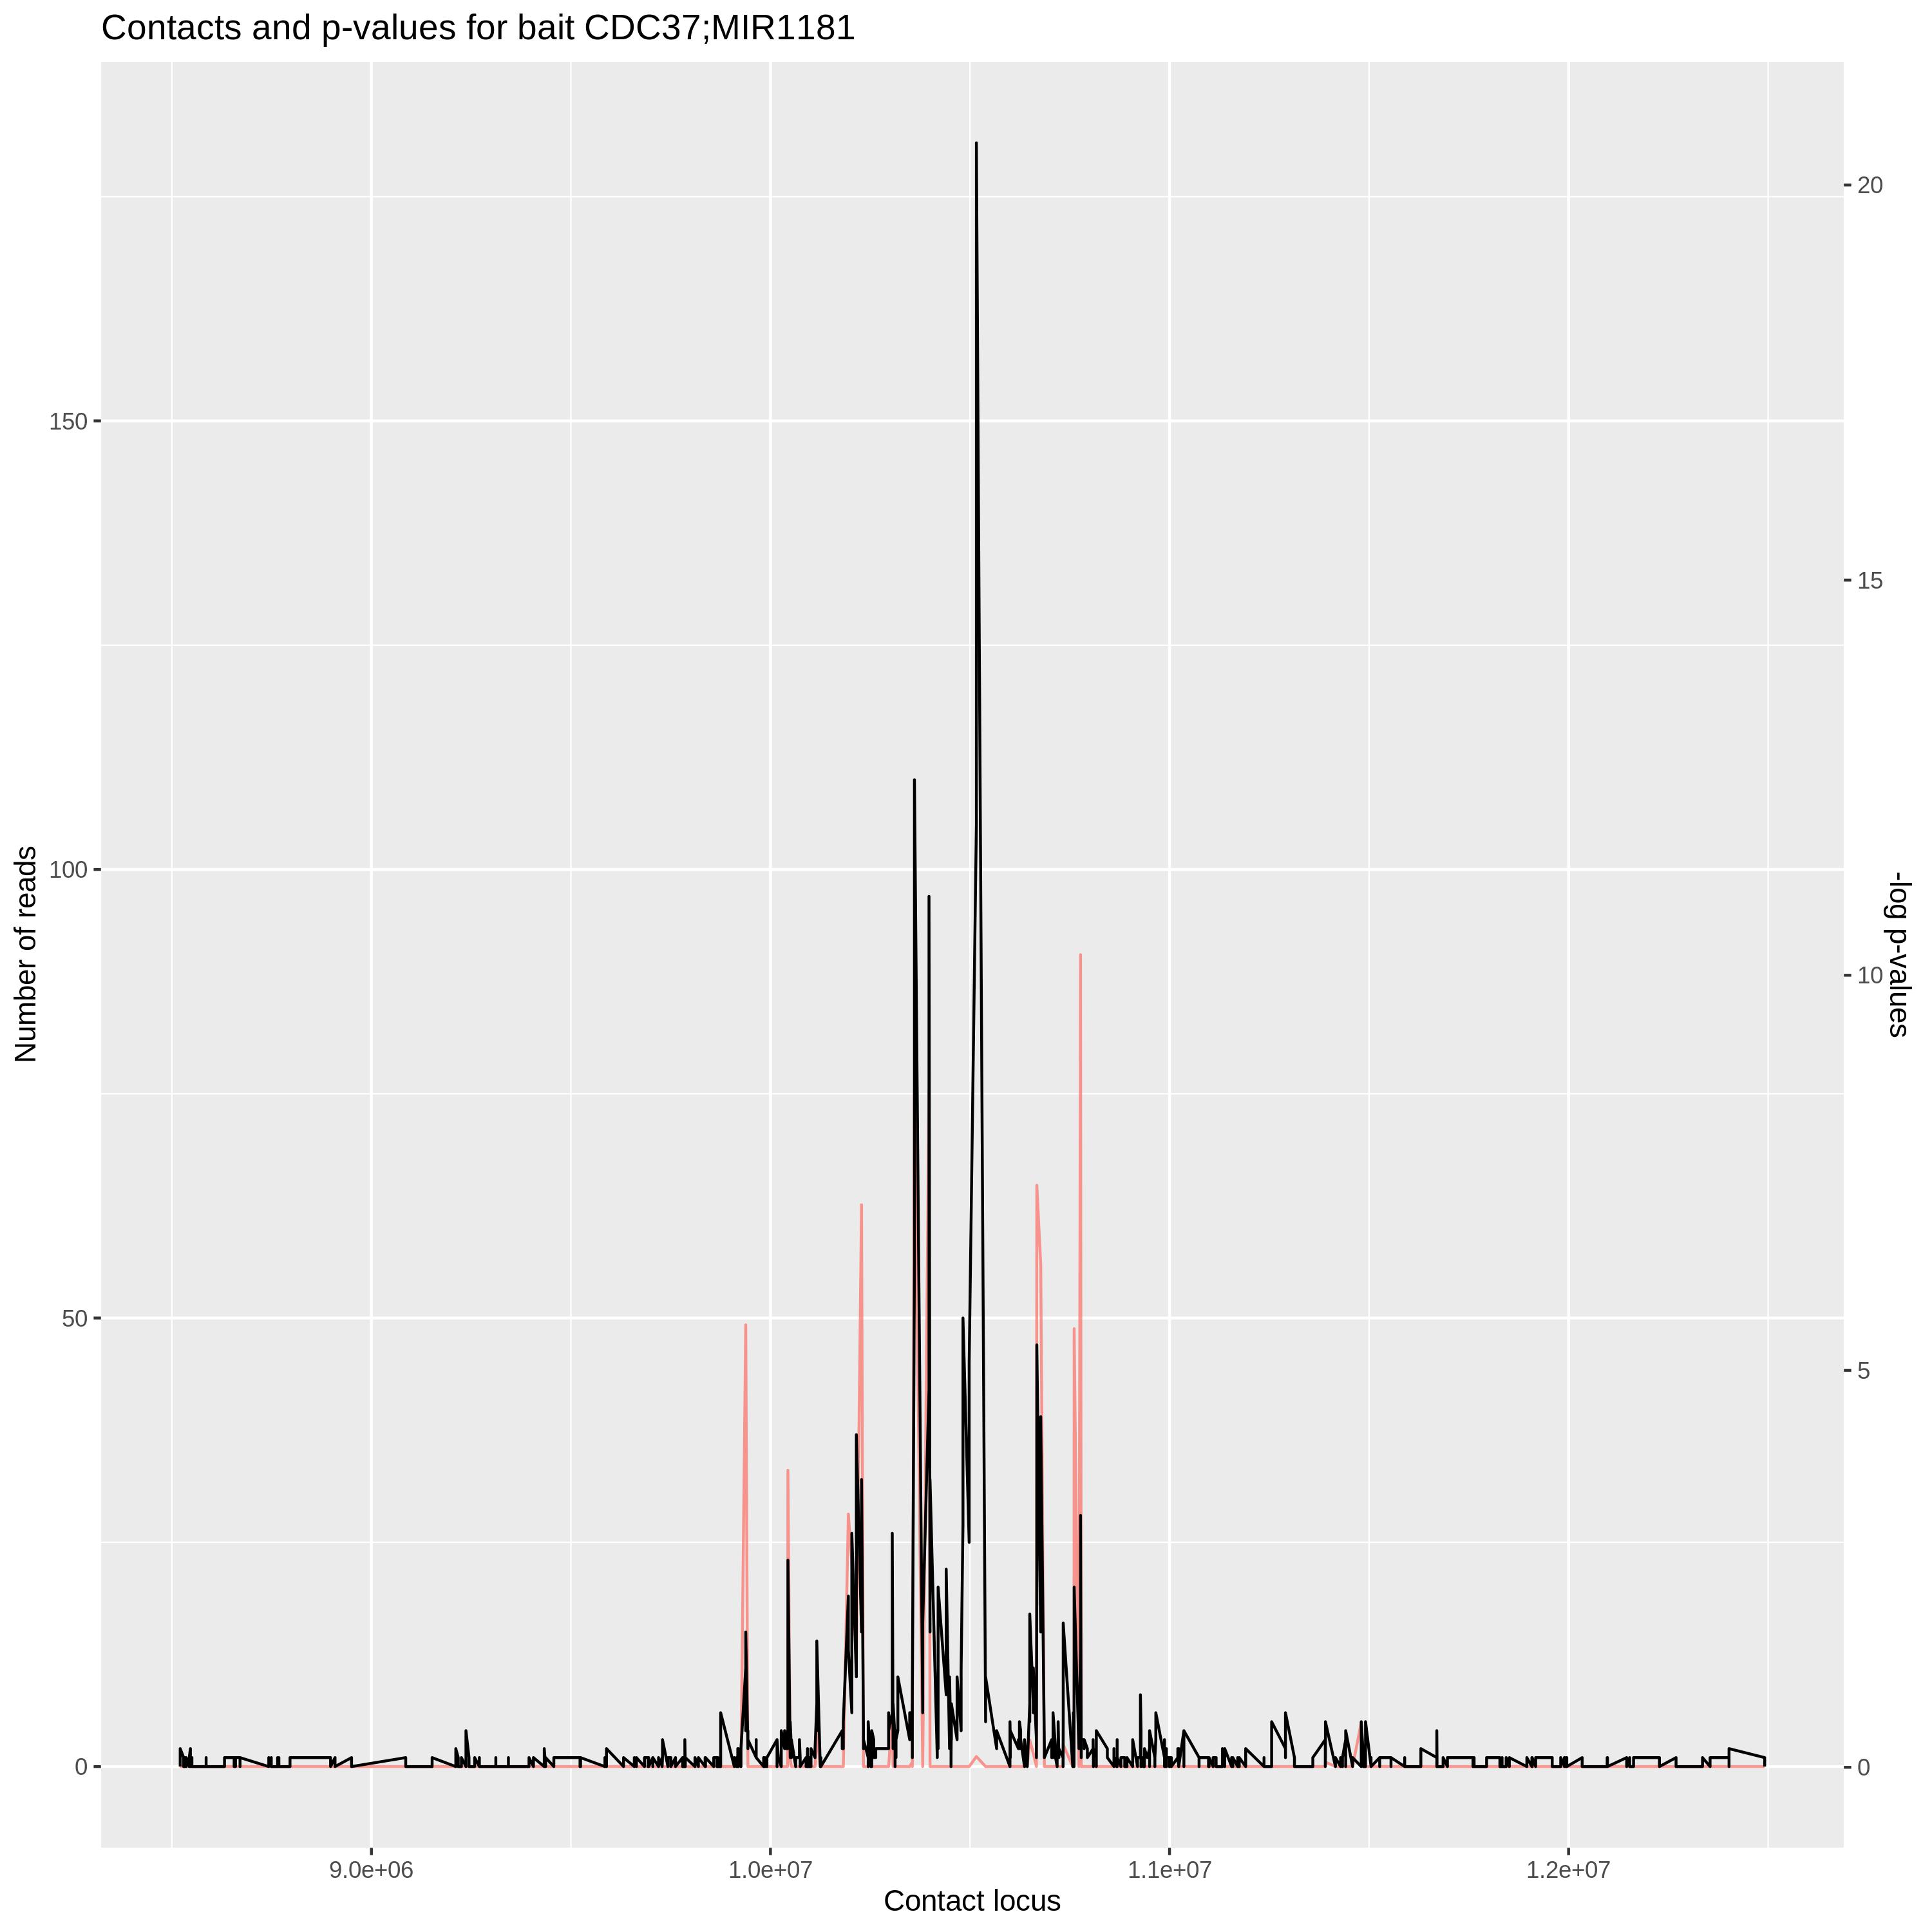 Contacts and p-values for bait CDC37;MIR1181
Number of reads
150
100
50
0
20
15
10
5
0
-log p-values
9.0e+06 1.0e+07 1.1e+07 1.2e+07
Contact locus